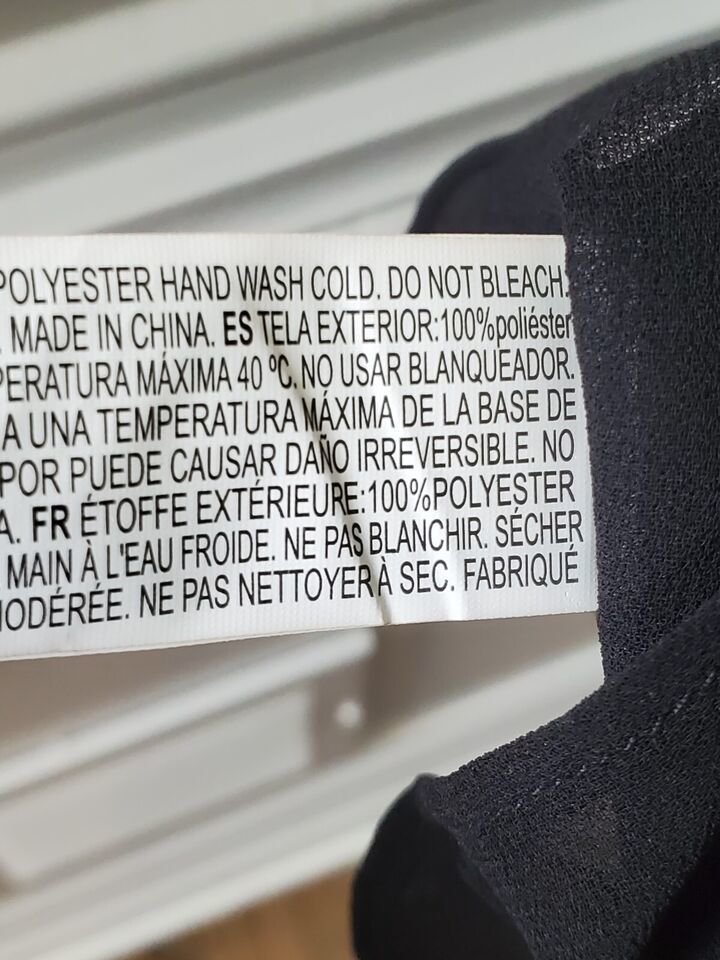 POLYESTER HAND WASH COLD. DO NOT BLEACH.
MADE IN CHINA. ES TELA EXTERIOR:100%poliéster
PERATURA MÁXIMA 40 ºC. NO USAR BLANQUEADOR.
A UNA TEMPERATURA MÁXIMA DE LA BASE DE
POR PUEDE CAUSAR DAÑO IRREVERSIBLE. NO
A. FR ÉTOFFE EXTÉRIEURE:100%POLYESTER
MAIN À L'EAU FROIDE. NE PAS BLANCHIR. SÉCHER
ODÉRÉE. NE PAS NETTOYER À SEC. FABRIQUÉ